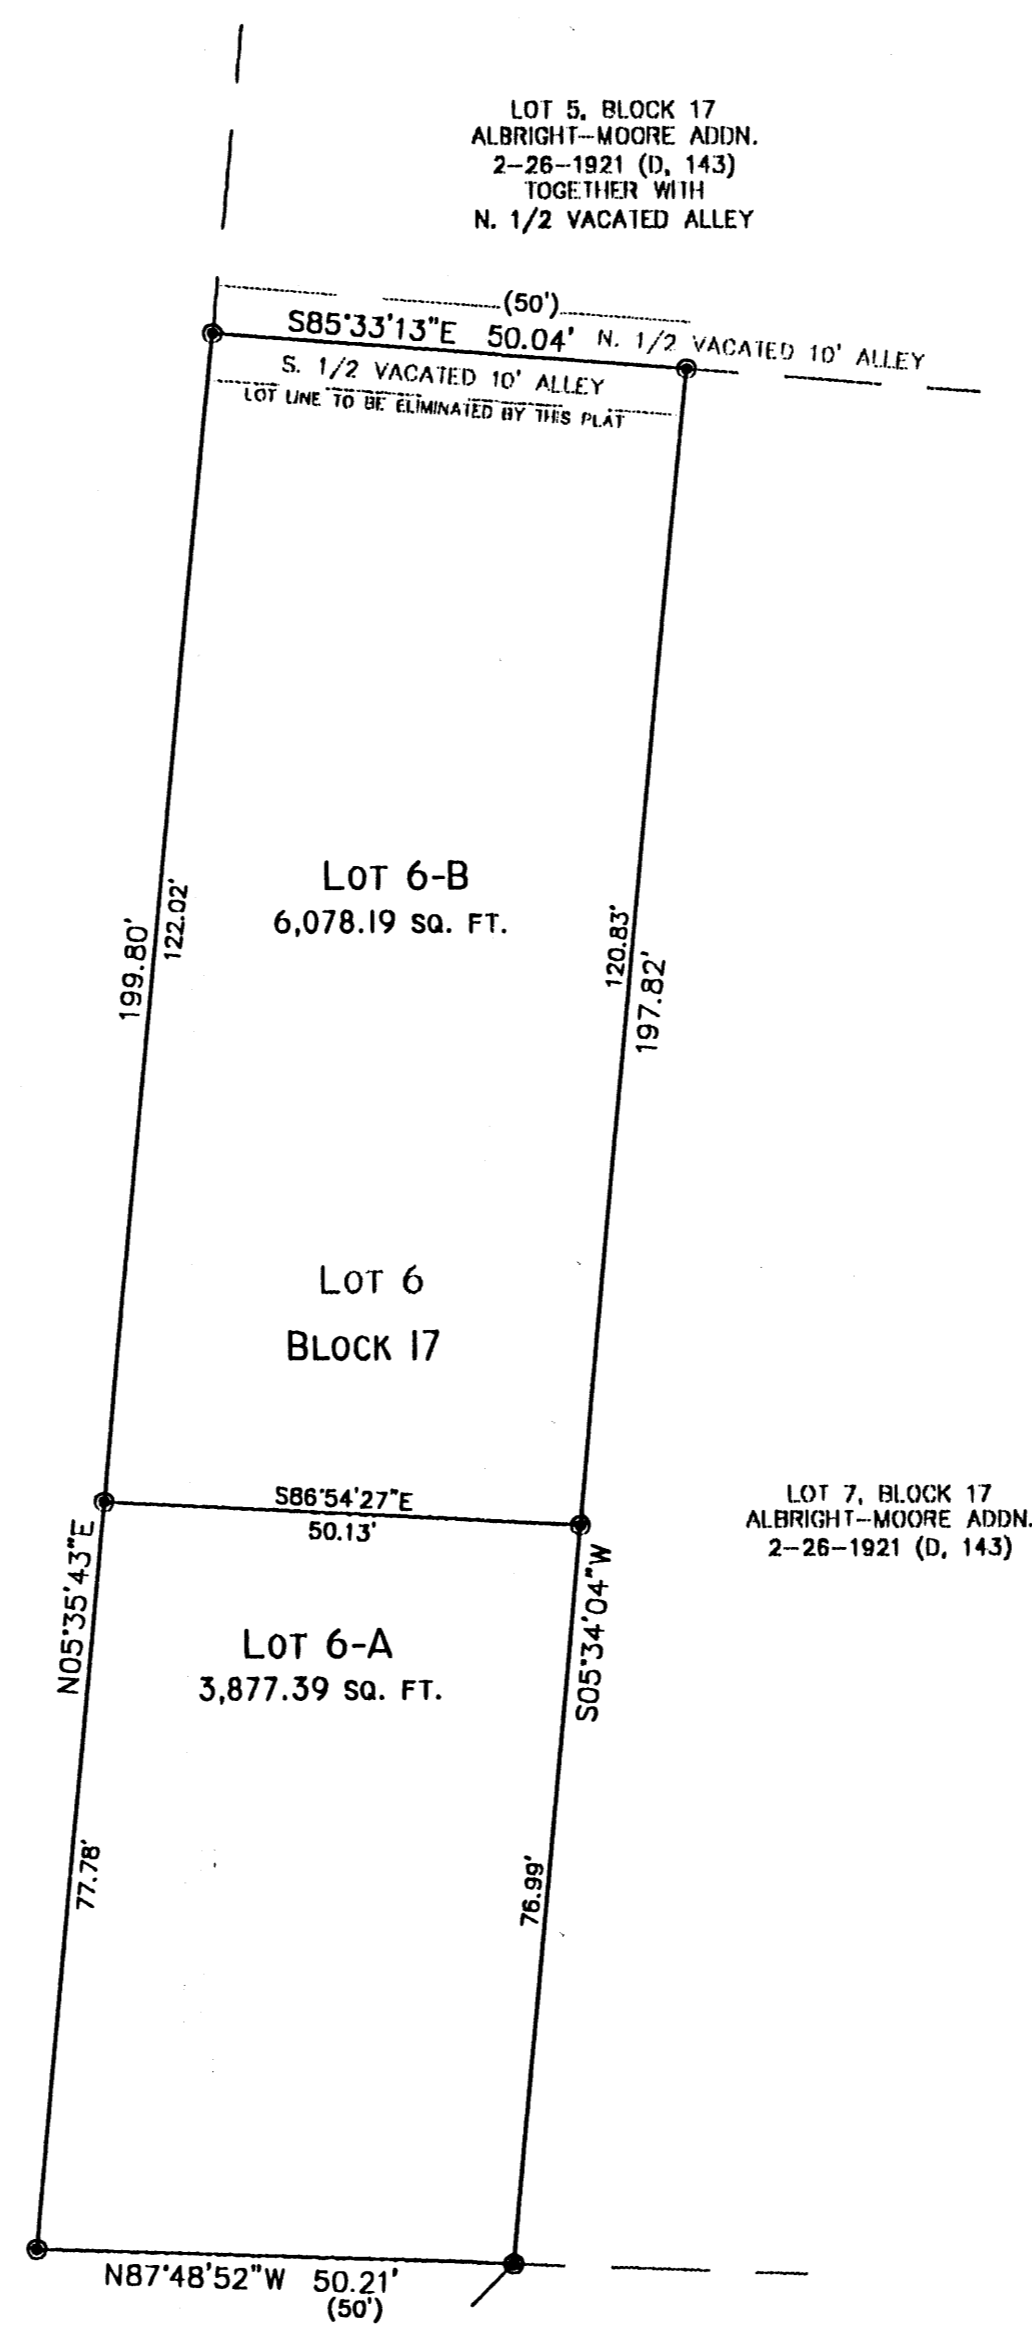 LOT 5, BLOCK 17
ALBRIGHT-MOORE ADDN.
2-26-1921 (D, 143)
TOGETHER WITH
N. 1/2 VACATED ALLEY
(50')
S85°33'13"E 50.04'
N. 1/2 VACATED 10' ALLEY
S. 1/2 VACATED 10' ALLEY
LOT LINE TO BE ELIMINATED BY THIS PLAT
LOT 6-B
6,078.19 SQ. FT.
199.80'
122.02'
120.83'
197.82'
LOT 6
BLOCK 17
S86°54'27"E
50.13'
LOT 7, BLOCK 17
ALBRIGHT-MOORE ADDN.
2-26-1921 (D, 143)
N05°35'43"E
S05°34'04"W
LOT 6-A
3,877.39 SQ. FT.
77.78'
76.99'
N87°48'52"W 50.21'
(50')